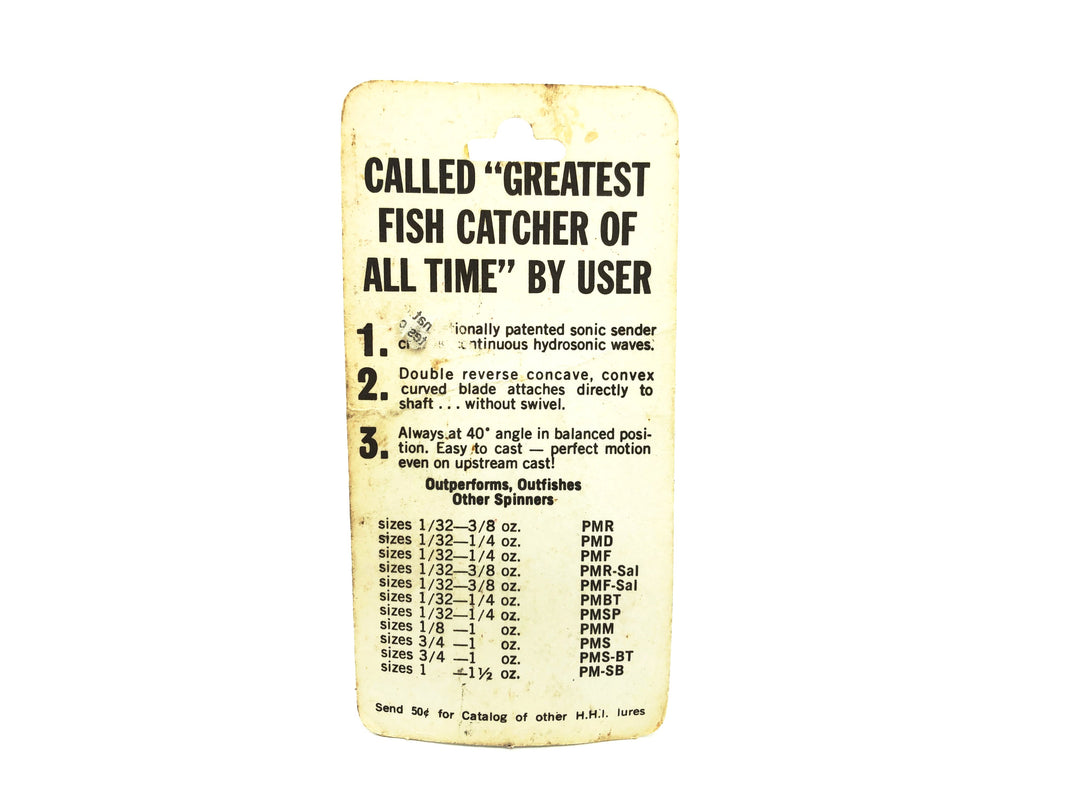 CALLED “GREATEST
FISH CATCHER OF
ALL TIME” BY USER
1. ionally patented sonic sender
ntinuous hydrosonic waves.
2. Double reverse concave, convex
curved blade attaches directly to
shaft . . . without swivel.
3. Always at 40° angle in balanced posi-
tion. Easy to cast — perfect motion
even on upstream cast!
Outperforms, Outfishes
Other Spinners
sizes 1/32—3/8 oz. PMR
sizes 1/32—1/4 oz. PMD
sizes 1/32—1/4 oz. PMF
sizes 1/32—3/8 oz. PMR-Sal
sizes 1/32—3/8 oz. PMF-Sal
sizes 1/32—1/4 oz. PMBT
sizes 1/32—1/4 oz. PMSP
sizes 1/8 —1 oz. PMM
sizes 3/4 —1 oz. PMS
sizes 3/4 —1 oz. PMS-BT
sizes 1 —1½ oz. PM-SB
Send 50¢ for Catalog of other H.H.I. lures